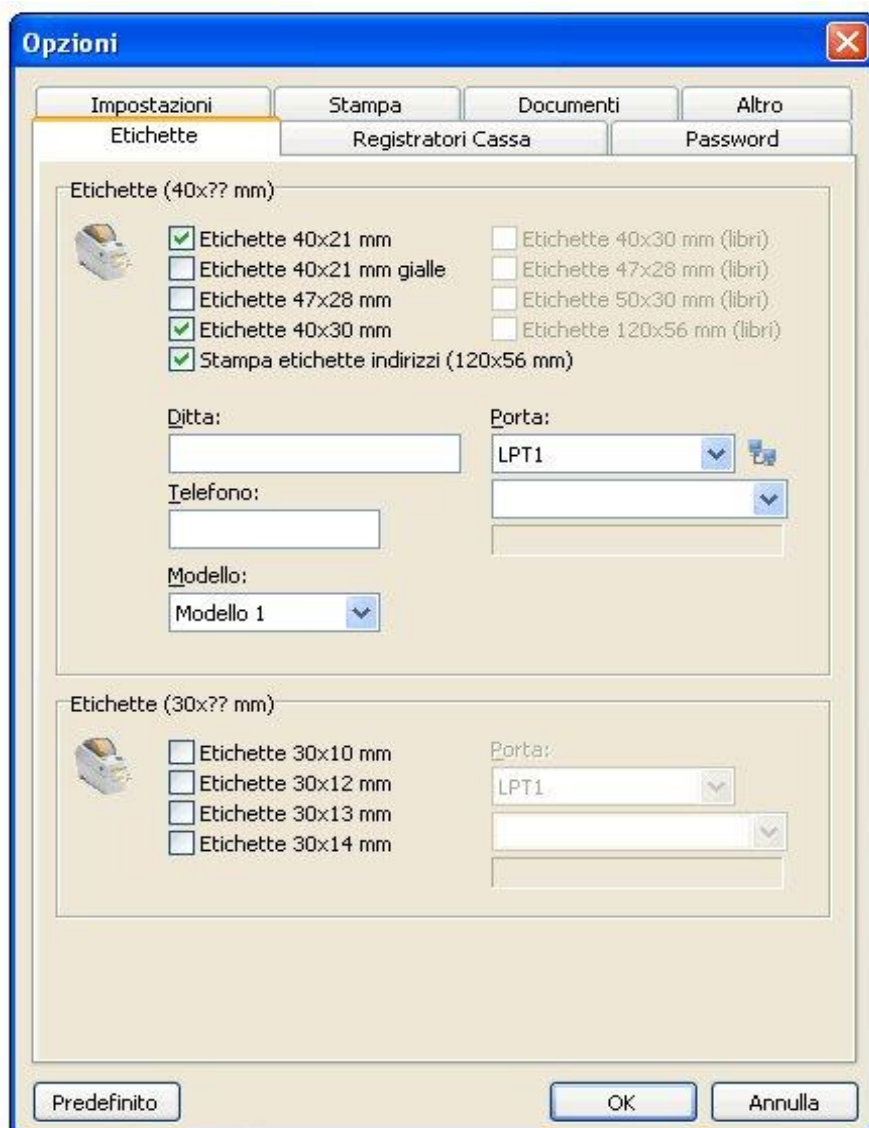 Opzioni
Impostazioni
Stampa
Documenti
Altro
Etichette
Registratori Cassa
Password
Etichette (40x?? mm)
Etichette 40x21 mm
Etichette 40x30 mm (libri)
Etichette 40x21 mm gialle
Etichette 47x28 mm (libri)
Etichette 47x28 mm
Etichette 50x30 mm (libri)
Etichette 40x30 mm
Etichette 120x56 mm (libri)
Stampa etichette indirizzi (120x56 mm)
Ditta:
Porta:
LPT1
Telefono:
Modello:
Modello 1
Etichette (30x?? mm)
Etichette 30x10 mm
Porta:
Etichette 30x12 mm
LPT1
Etichette 30x13 mm
Etichette 30x14 mm
Predefinito
OK
Annulla